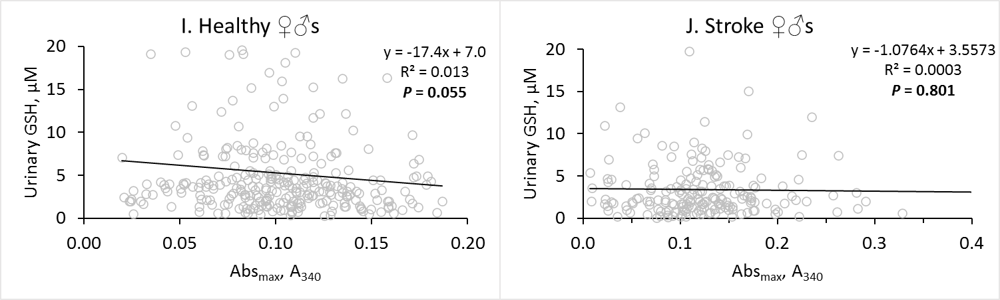 I. Healthy ♀♂s
y = -17.4x + 7.0
R² = 0.013
P = 0.055
Urinary GSH, µM
20
15
10
5
0
0.00 0.05 0.10 0.15 0.20
Absmax, A340
J. Stroke ♀♂s
y = -1.0764x + 3.5573
R² = 0.0003
P = 0.801
Urinary GSH, µM
20
15
10
5
0
0.0 0.1 0.2 0.3 0.4
Absmax, A340